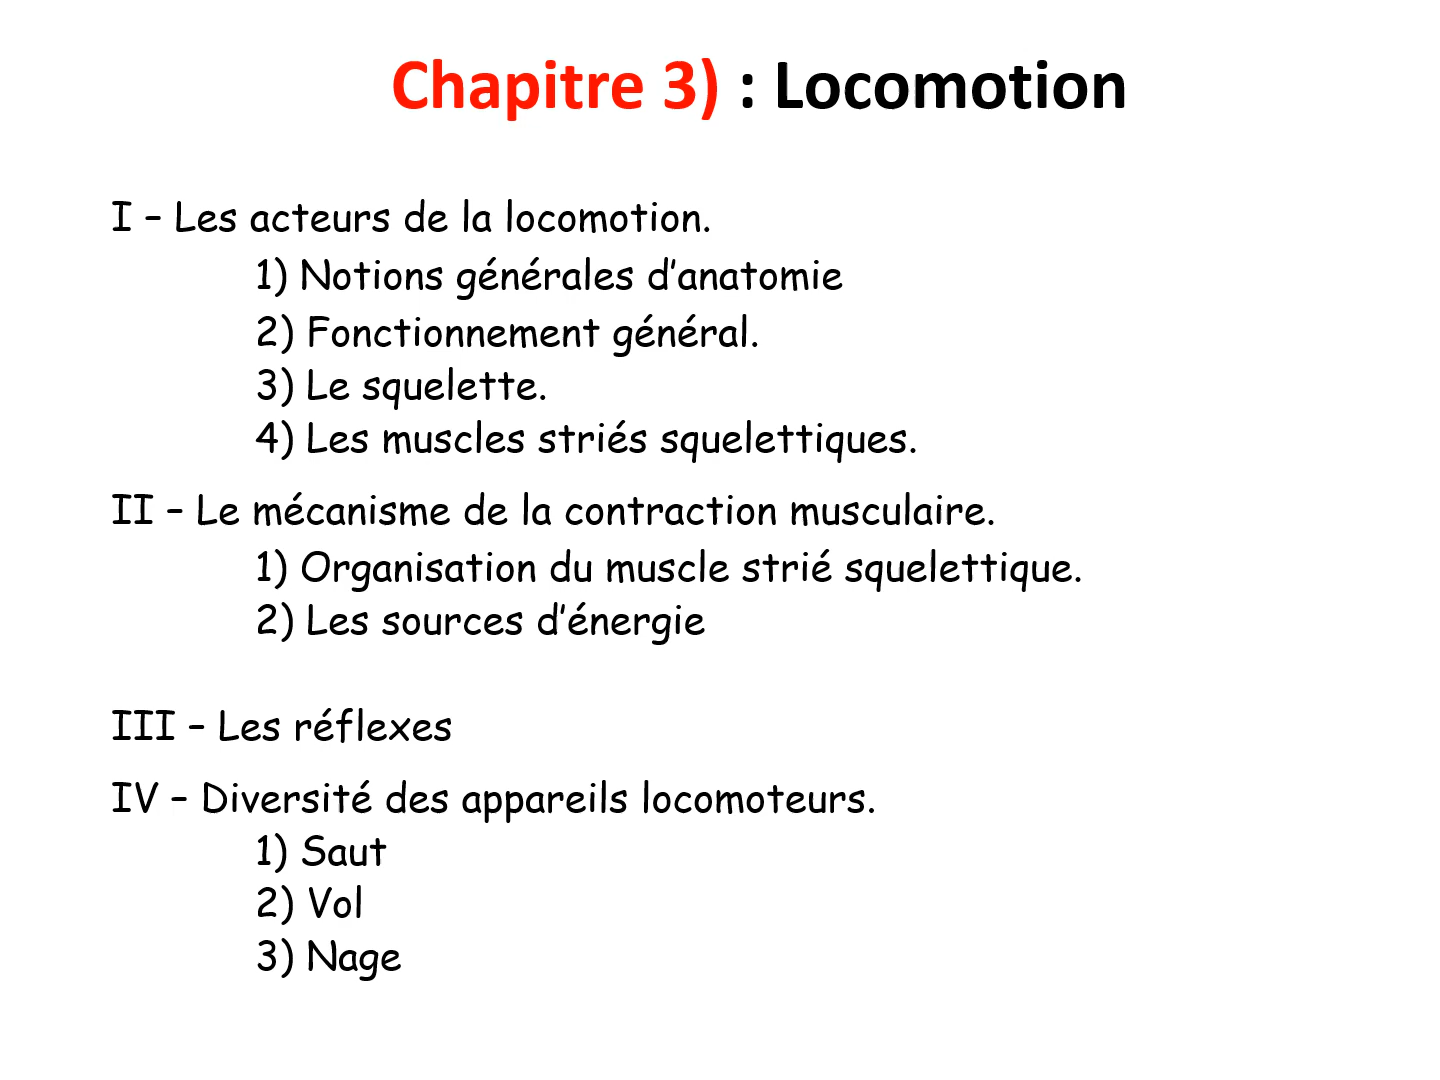 Chapitre 3) : Locomotion
I – Les acteurs de la locomotion.
1) Notions générales d’anatomie
2) Fonctionnement général.
3) Le squelette.
4) Les muscles striés squelettiques.
II – Le mécanisme de la contraction musculaire.
1) Organisation du muscle strié squelettique.
2) Les sources d’énergie
III – Les réflexes
IV – Diversité des appareils locomoteurs.
1) Saut
2) Vol
3) Nage